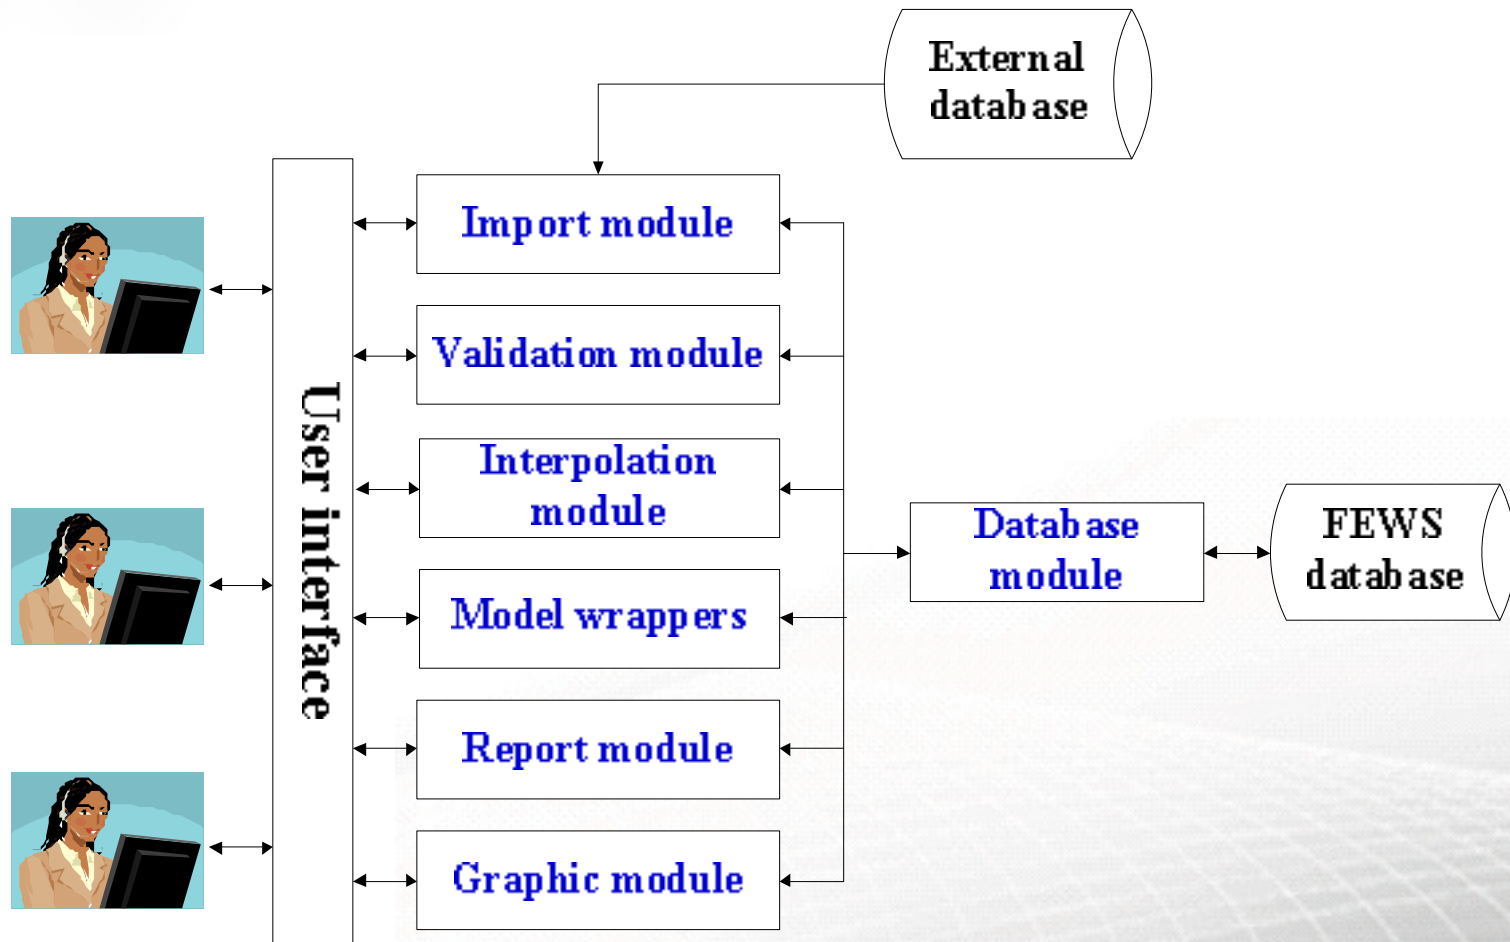 External
database
Import module
Validation module
User interface
Interpolation
module
Database
module
FEWS
database
Model wrappers
Report module
Graphic module